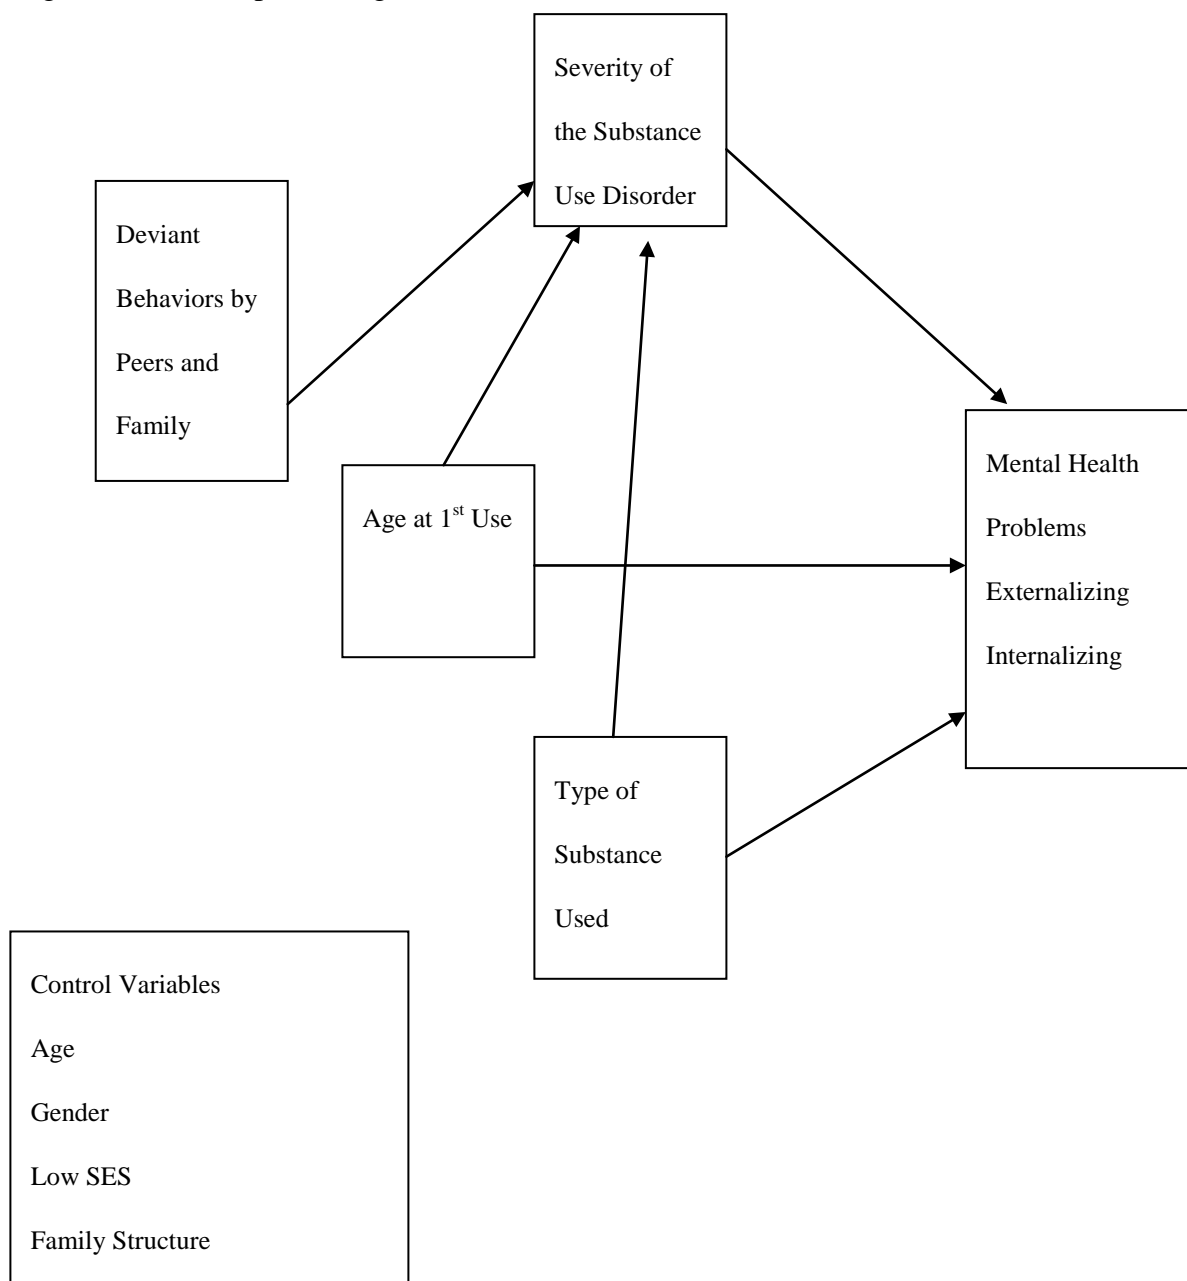 Severity of
the Substance
Use Disorder
Deviant
Behaviors by
Peers and
Family
Age at 1st Use
Mental Health
Problems
Externalizing
Internalizing
Type of
Substance
Used
Control Variables
Age
Gender
Low SES
Family Structure